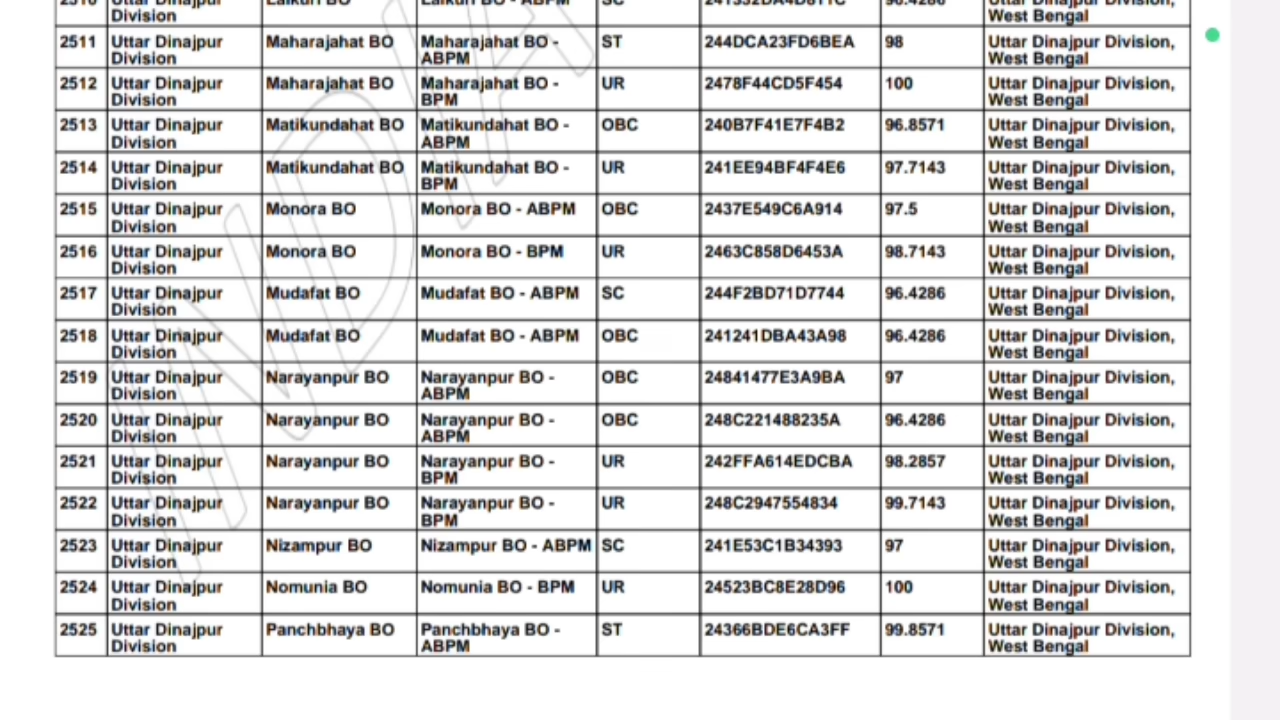 Division West Bengal
2511 Uttar Dinajpur Maharajahat BO Maharajahat BO - ST 244DCA23FD6BEA 98 Uttar Dinajpur Division,
Division ABPM West Bengal
2512 Uttar Dinajpur Maharajahat BO Maharajahat BO - UR 2478F44CD5F454 100 Uttar Dinajpur Division,
Division BPM West Bengal
2513 Uttar Dinajpur Matikundahat BO Matikundahat BO - OBC 240B7F41E7F4B2 96.8571 Uttar Dinajpur Division,
Division ABPM West Bengal
2514 Uttar Dinajpur Matikundahat BO Matikundahat BO - UR 241EE94BF4F4E6 97.7143 Uttar Dinajpur Division,
Division BPM West Bengal
2515 Uttar Dinajpur Monora BO Monora BO - ABPM OBC 2437E549C6A914 97.5 Uttar Dinajpur Division,
Division West Bengal
2516 Uttar Dinajpur Monora BO Monora BO - BPM UR 2463C858D6453A 98.7143 Uttar Dinajpur Division,
Division West Bengal
2517 Uttar Dinajpur Mudafat BO Mudafat BO - ABPM SC 244F2BD71D7744 96.4286 Uttar Dinajpur Division,
Division West Bengal
2518 Uttar Dinajpur Mudafat BO Mudafat BO - ABPM OBC 241241DBA43A98 96.4286 Uttar Dinajpur Division,
Division West Bengal
2519 Uttar Dinajpur Narayanpur BO Narayanpur BO - OBC 24841477E3A9BA 97 Uttar Dinajpur Division,
Division ABPM West Bengal
2520 Uttar Dinajpur Narayanpur BO Narayanpur BO - OBC 248C221488235A 96.4286 Uttar Dinajpur Division,
Division ABPM West Bengal
2521 Uttar Dinajpur Narayanpur BO Narayanpur BO - UR 242FFA614EDCBA 98.2857 Uttar Dinajpur Division,
Division BPM West Bengal
2522 Uttar Dinajpur Narayanpur BO Narayanpur BO - UR 248C2947554834 99.7143 Uttar Dinajpur Division,
Division BPM West Bengal
2523 Uttar Dinajpur Nizampur BO Nizampur BO - ABPM SC 241E53C1B34393 97 Uttar Dinajpur Division,
Division West Bengal
2524 Uttar Dinajpur Nomunia BO Nomunia BO - BPM UR 24523BC8E28D96 100 Uttar Dinajpur Division,
Division West Bengal
2525 Uttar Dinajpur Panchbhaya BO Panchbhaya BO - ST 24366BDE6CA3FF 99.8571 Uttar Dinajpur Division,
Division ABPM West Bengal
INDIA